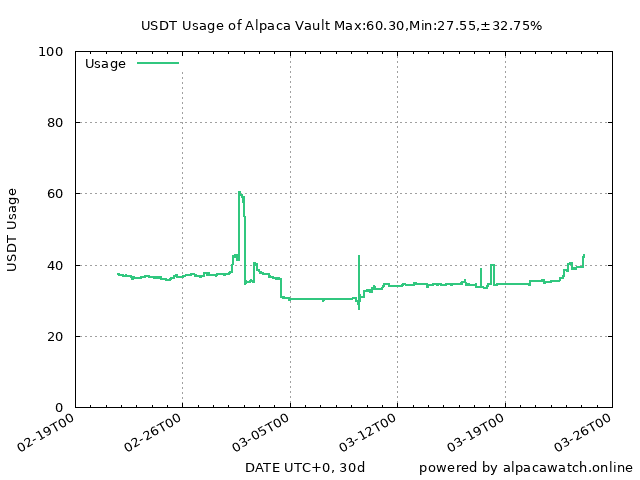 USDT Usage of Alpaca Vault Max:60.30,Min:27.55,±32.75%
Usage
100
80
60
40
20
0
USDT Usage
02-19T00
02-26T00
03-05T00
03-12T00
03-19T00
03-26T00
DATE UTC+0, 30d
powered by alpacawatch.online